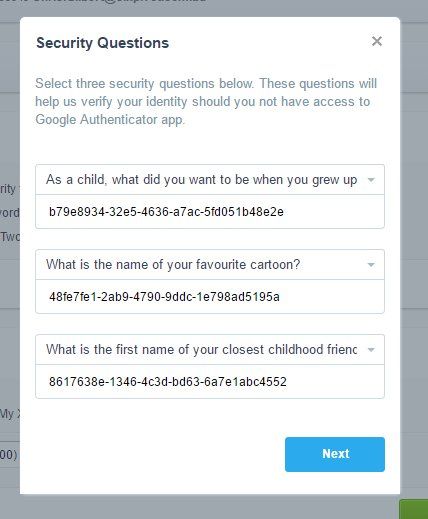 Security Questions
Select three security questions below. These questions will
help us verify your identity should you not have access to
Google Authenticator app.
As a child, what did you want to be when you grew up
b79e8934-32e5-4636-a7ac-5fd051b48e2e
What is the name of your favourite cartoon?
48fe7fe1-2ab9-4790-9ddc-1e798ad5195a
What is the first name of your closest childhood frienc
8617638e-1346-4c3d-bd63-6a7e1abc4552
Next
My
00)
Two